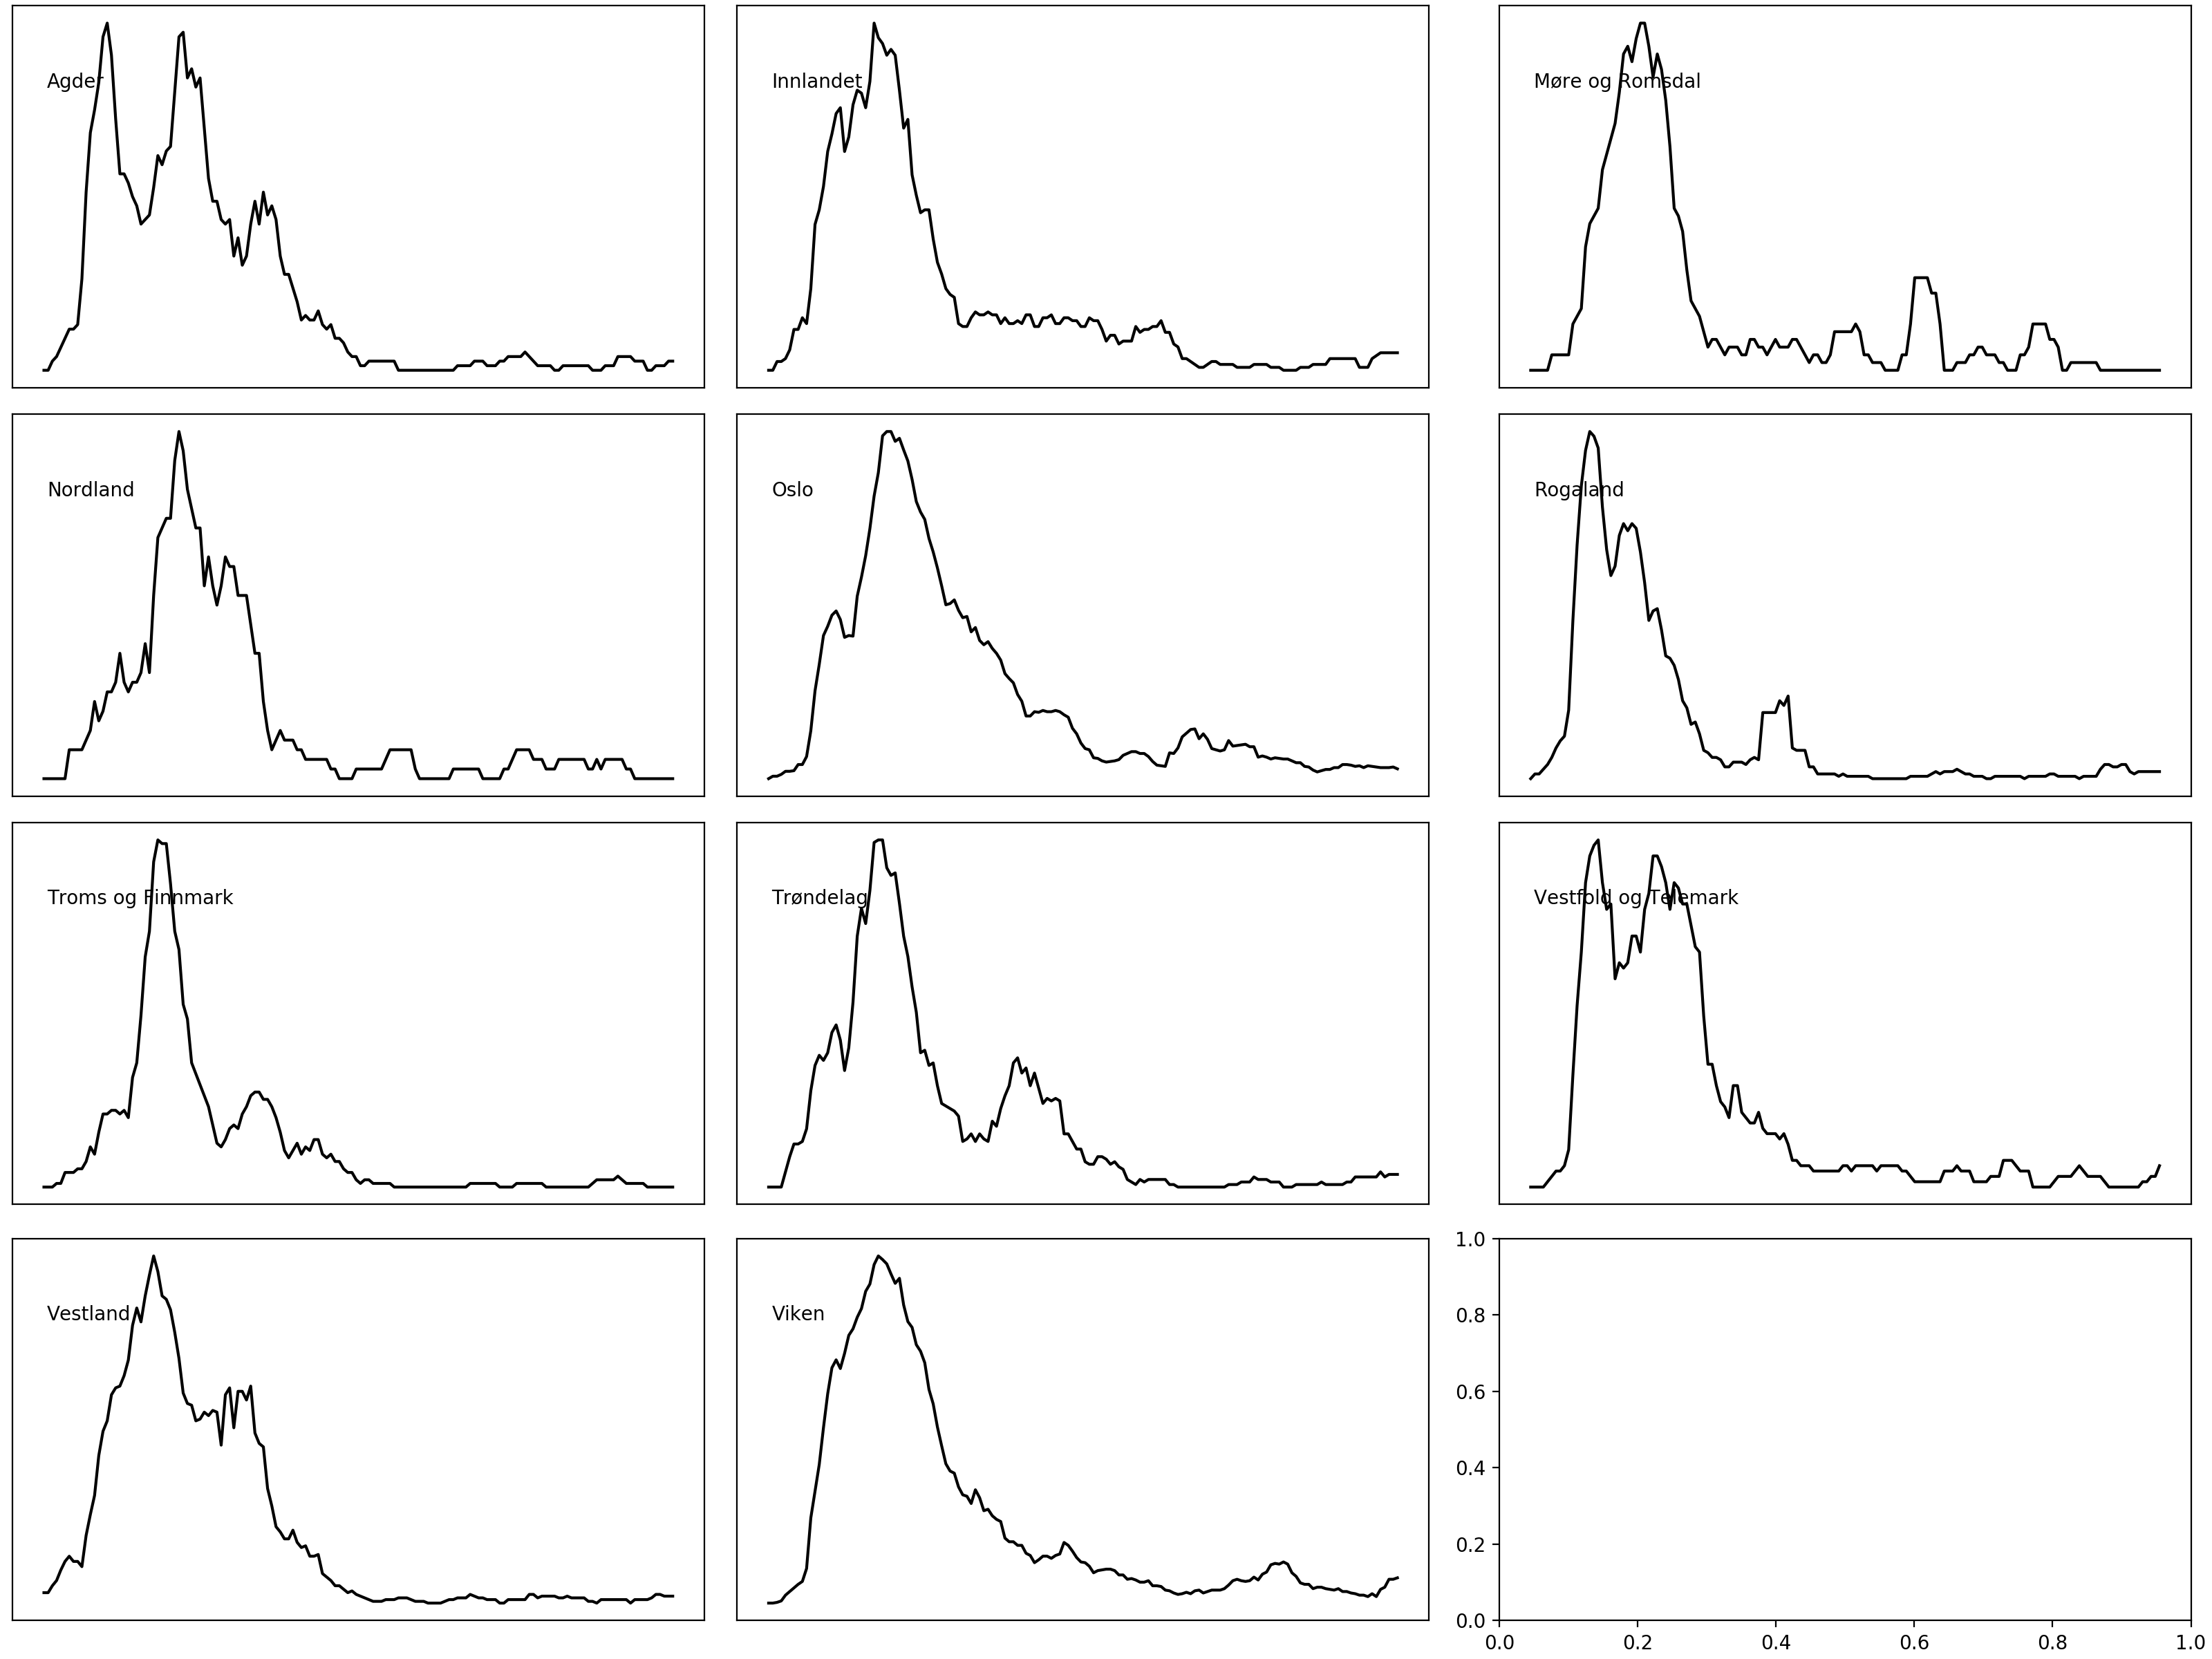 Agder
Innlandet
Møre og Romsdal
Nordland
Oslo
Rogaland
Troms og Finnmark
Trøndelag
Vestfold og Telemark
Vestland
Viken
1.0
0.8
0.6
0.4
0.2
0.0
0.0 0.2 0.4 0.6 0.8 1.0